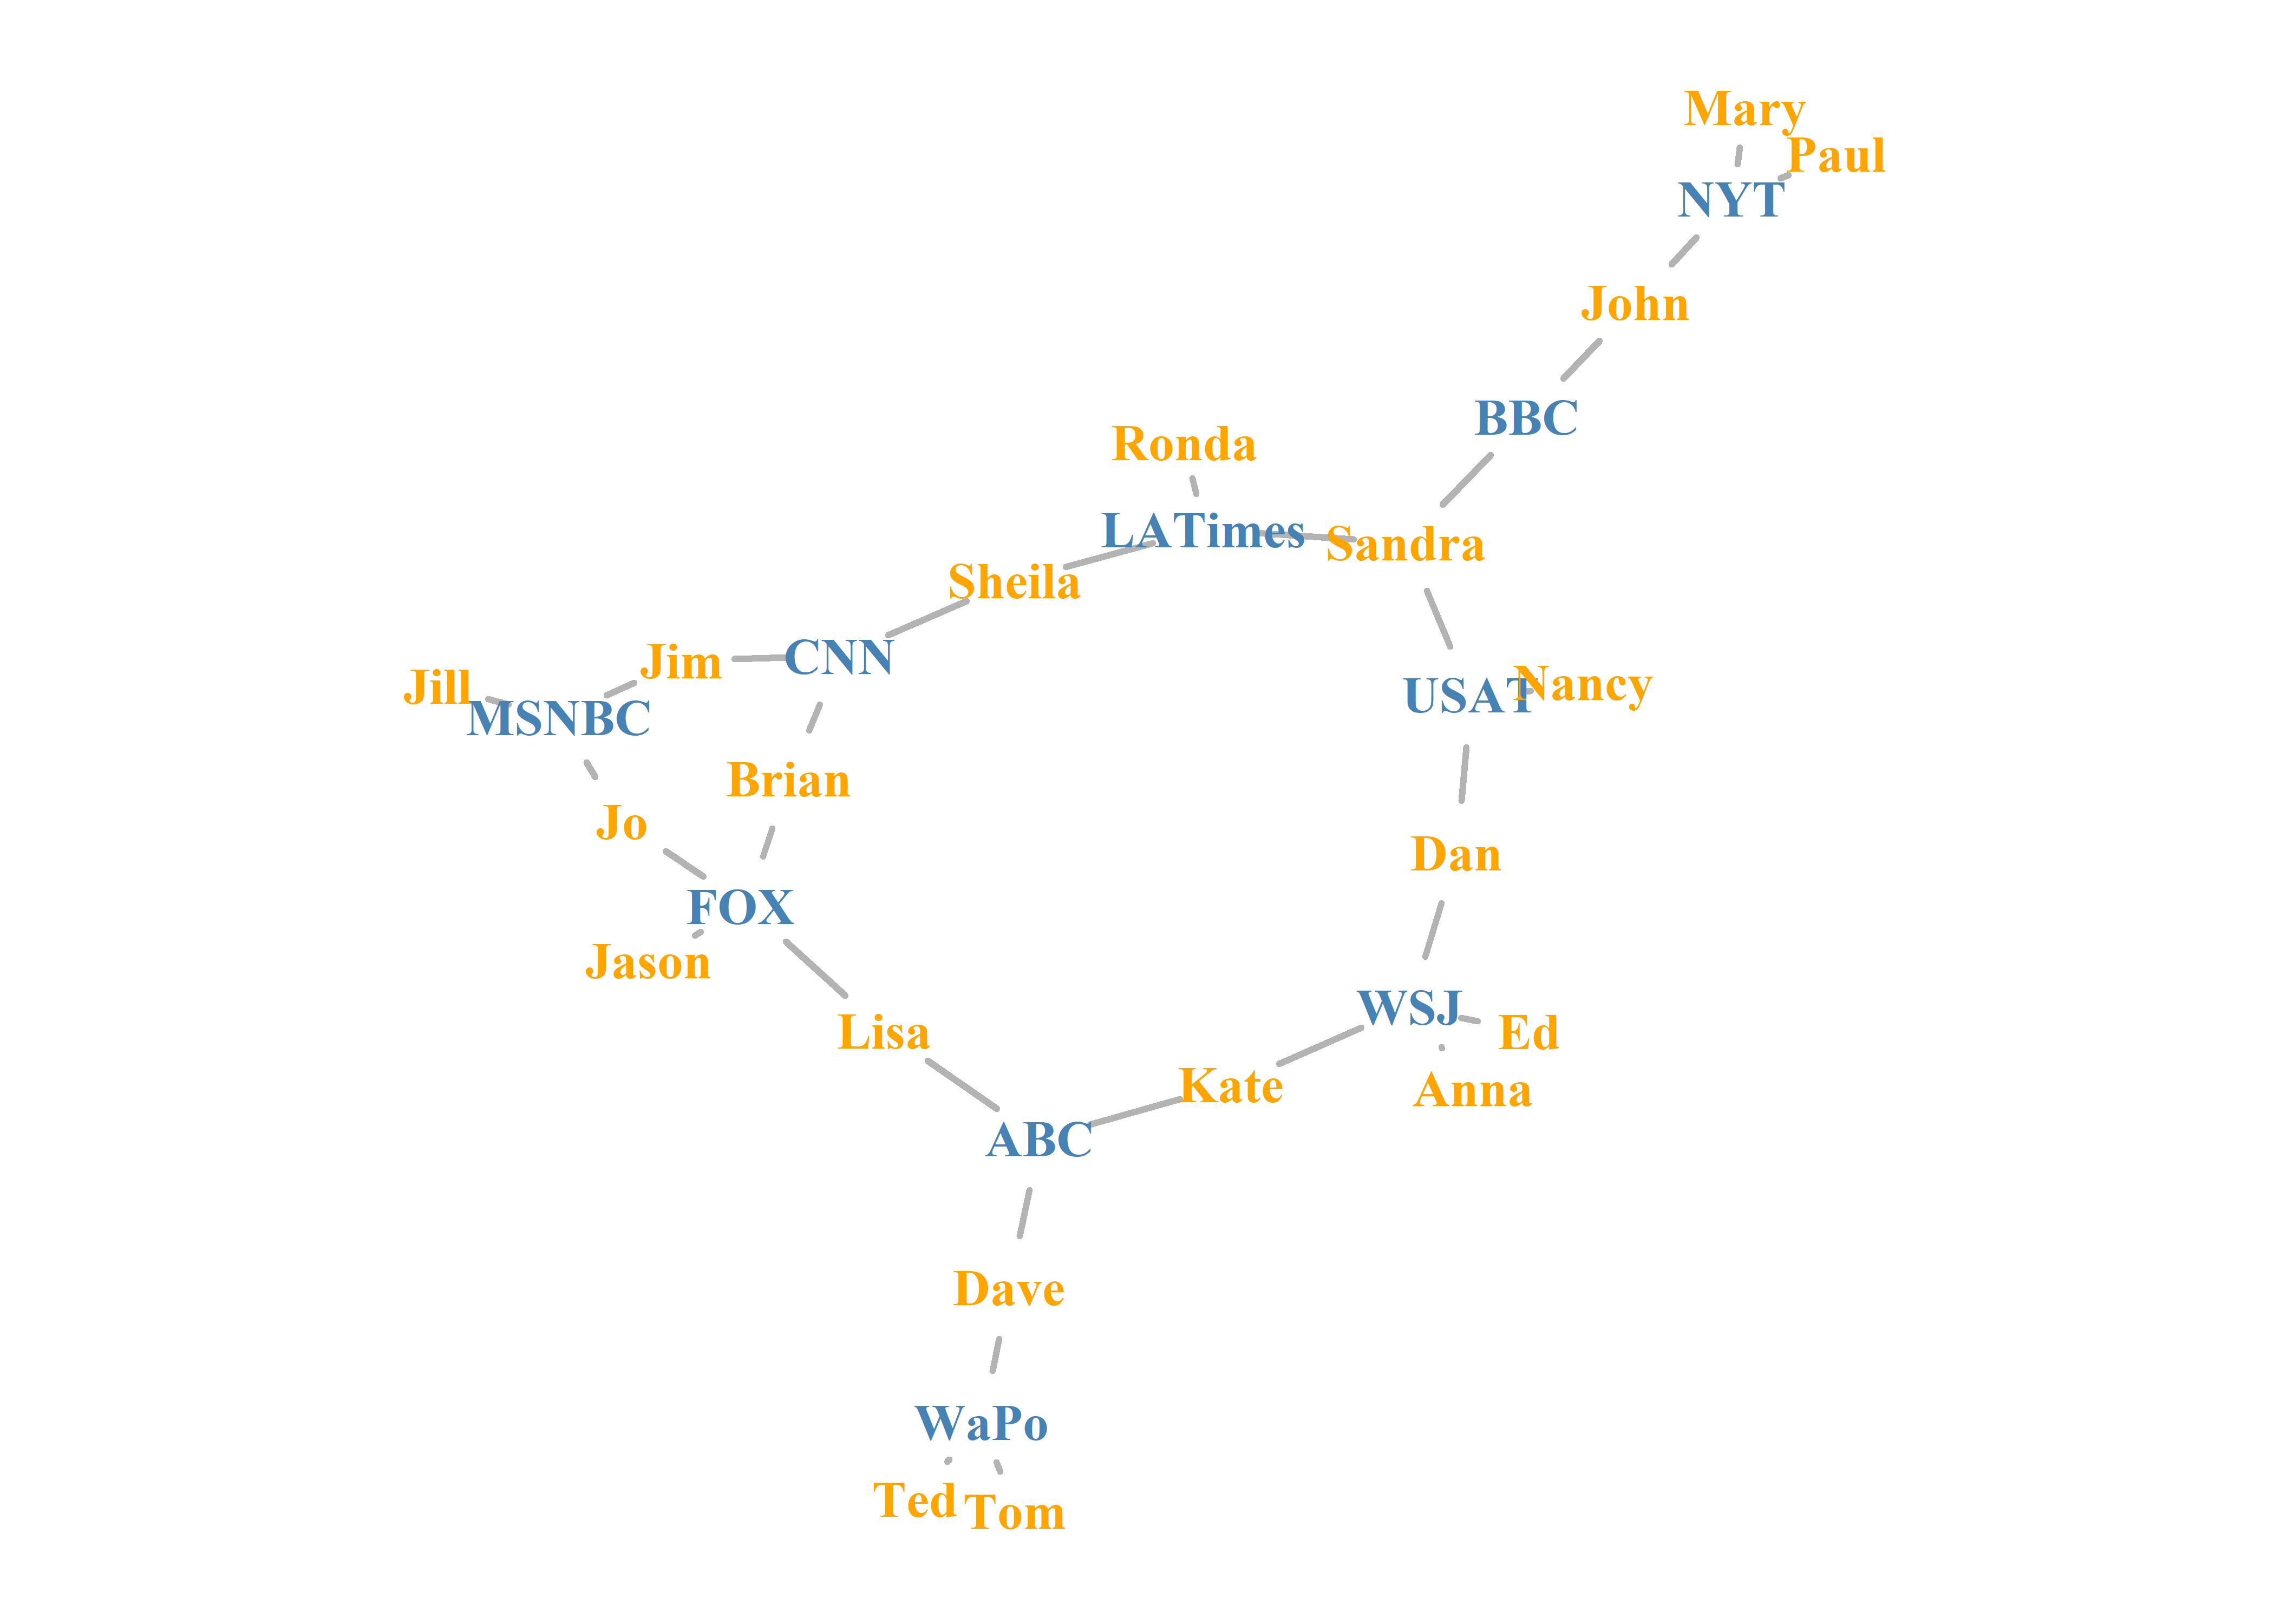 Mary
Paul
NYT
John
BBC
Ronda
LATimes
Sandra
Sheila
CNN
Jim
Jill
MSNBC
USAT
Nancy
Brian
Jo
Dan
FOX
Jason
WSJ
Ed
Lisa
Kate
Anna
ABC
Dave
WaPo
Ted
Tom